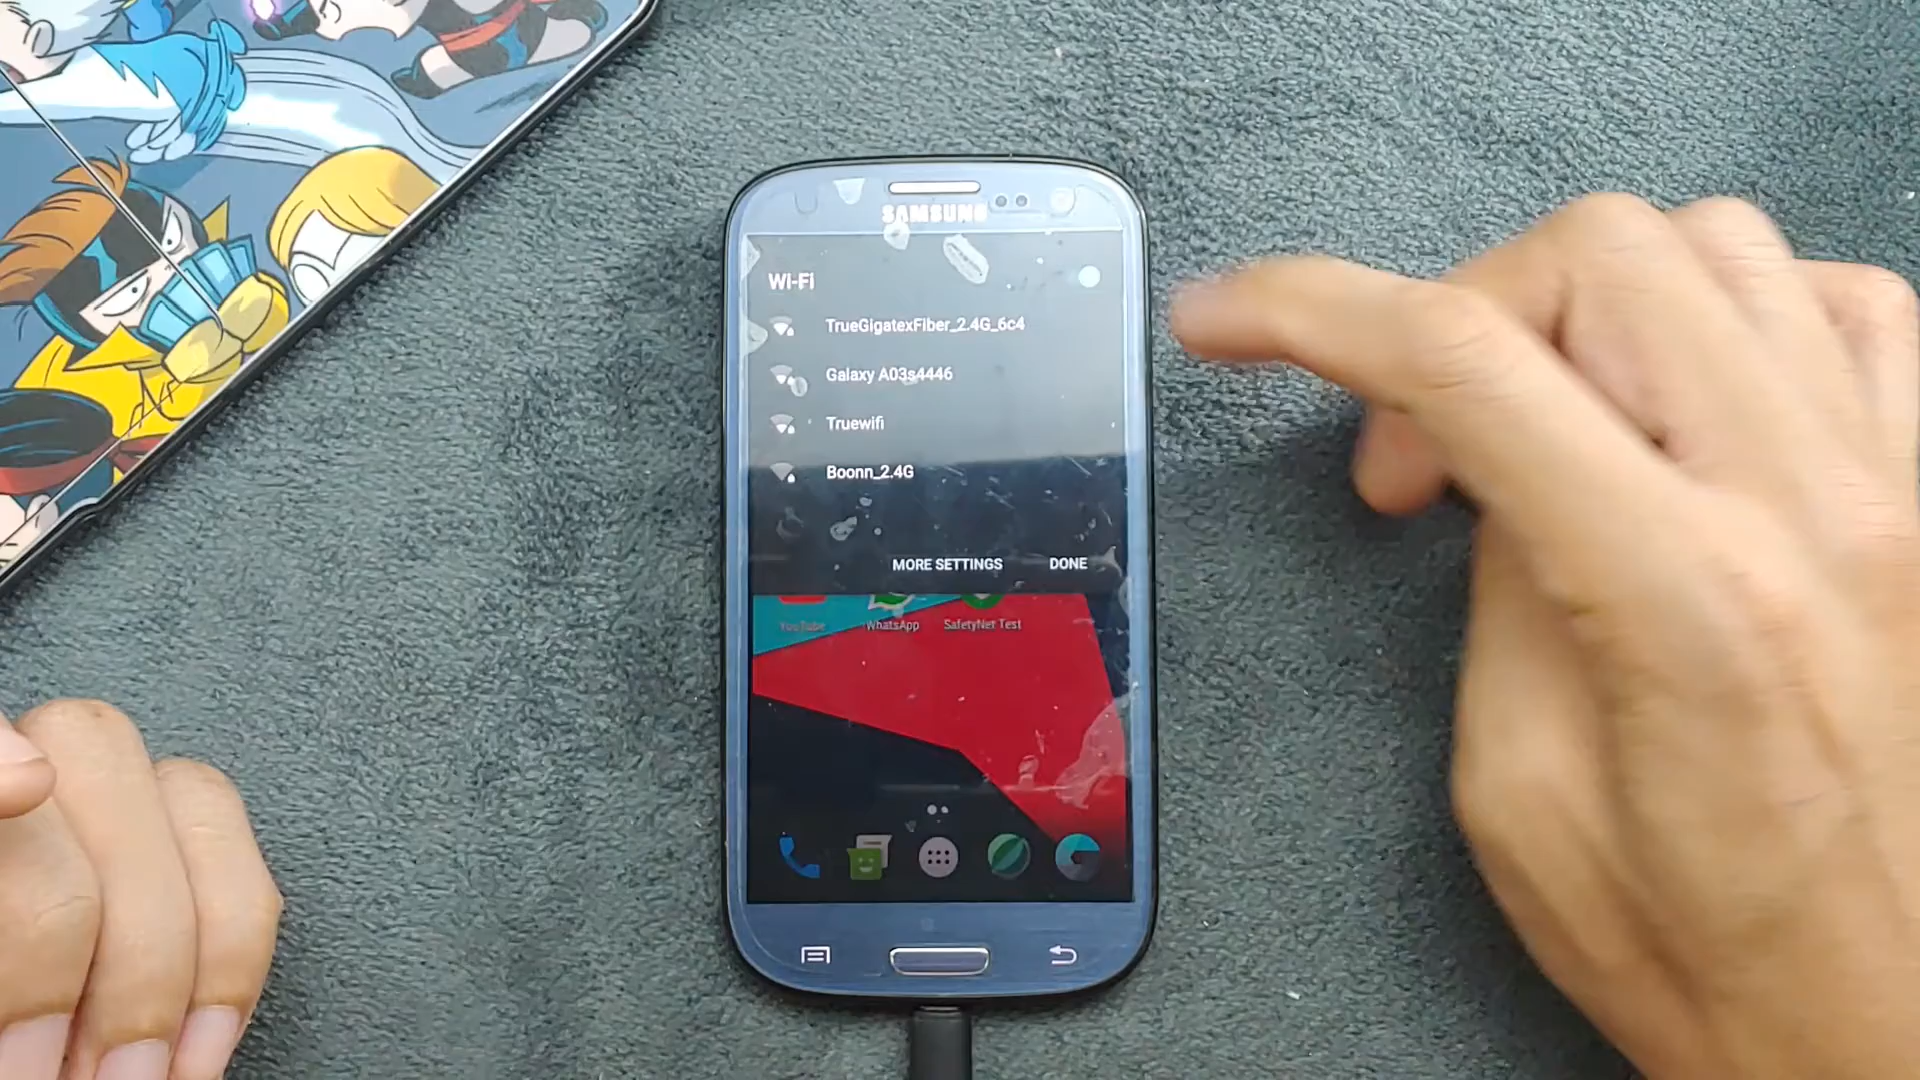 SAMSUNG
Wi-Fi
TrueGigatexFiber_2.4G_6c4
Galaxy A03s4446
Truewifi
Boonn_2.4G
MORE SETTINGS DONE
YouTube WhatsApp SafetyNet Test